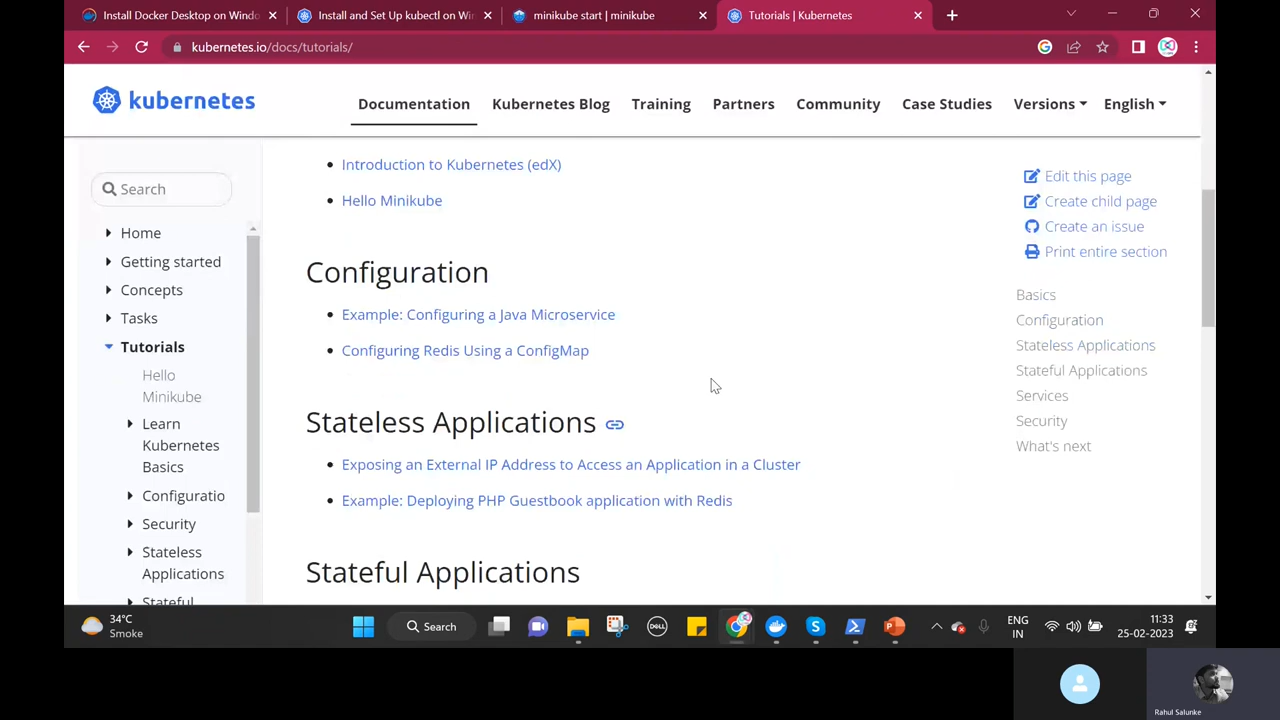 Install Docker Desktop on Windo
Install and Set Up kubectl on Win
minikube start | minikube
Tutorials | Kubernetes
kubernetes.io/docs/tutorials/
kubernetes
Documentation
Kubernetes Blog
Training
Partners
Community
Case Studies
Versions
English
Search
Home
Getting started
Concepts
Tasks
Tutorials
Hello
Minikube
Learn
Kubernetes
Basics
Configuratio
Security
Stateless
Applications
Stateful
Introduction to Kubernetes (edX)
Hello Minikube
Configuration
Example: Configuring a Java Microservice
Configuring Redis Using a ConfigMap
Stateless Applications
Exposing an External IP Address to Access an Application in a Cluster
Example: Deploying PHP Guestbook application with Redis
Stateful Applications
Edit this page
Create child page
Create an issue
Print entire section
Basics
Configuration
Stateless Applications
Stateful Applications
Services
Security
What's next
34°C
Smoke
Search
DELL
ENG
IN
11:33
25-02-2023
Rahul Salunke